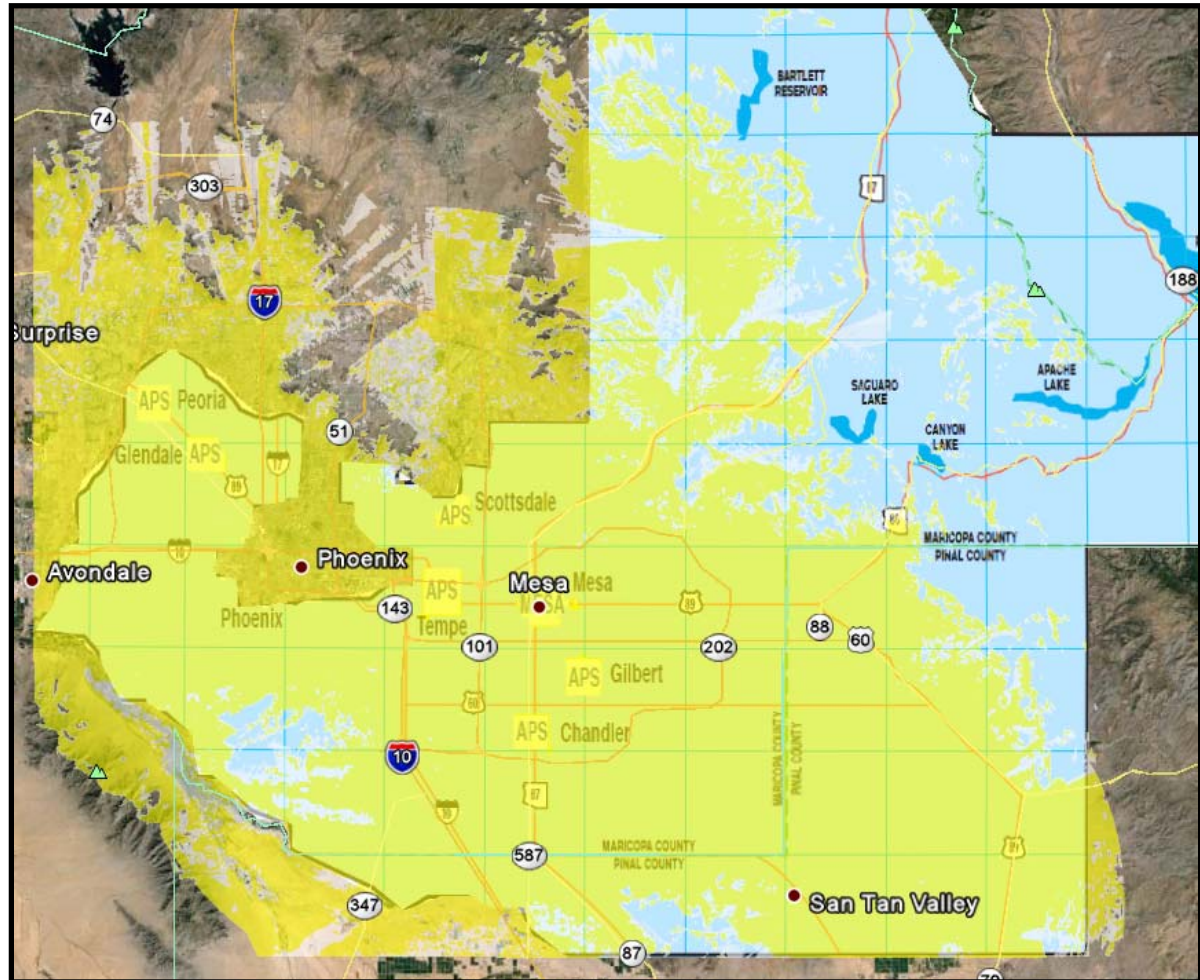 BARTLETT
RESERVOIR
74
303
87
188
17
Surprise
APS Peoria
51
SAGUARO
LAKE
APACHE
LAKE
CANYON
LAKE
Glendale APS
17
89
Scottsdale
APS
88
MARICOPA COUNTY
PINAL COUNTY
10
Phoenix
Avondale
APS
Mesa Mesa
MESA
89
143
Phoenix
Tempe
88
101
202
60
APS Gilbert
60
APS Chandler
10
MARICOPA COUNTY
PINAL COUNTY
87
10
587
MARICOPA COUNTY
PINAL COUNTY
347
San Tan Valley
87
79